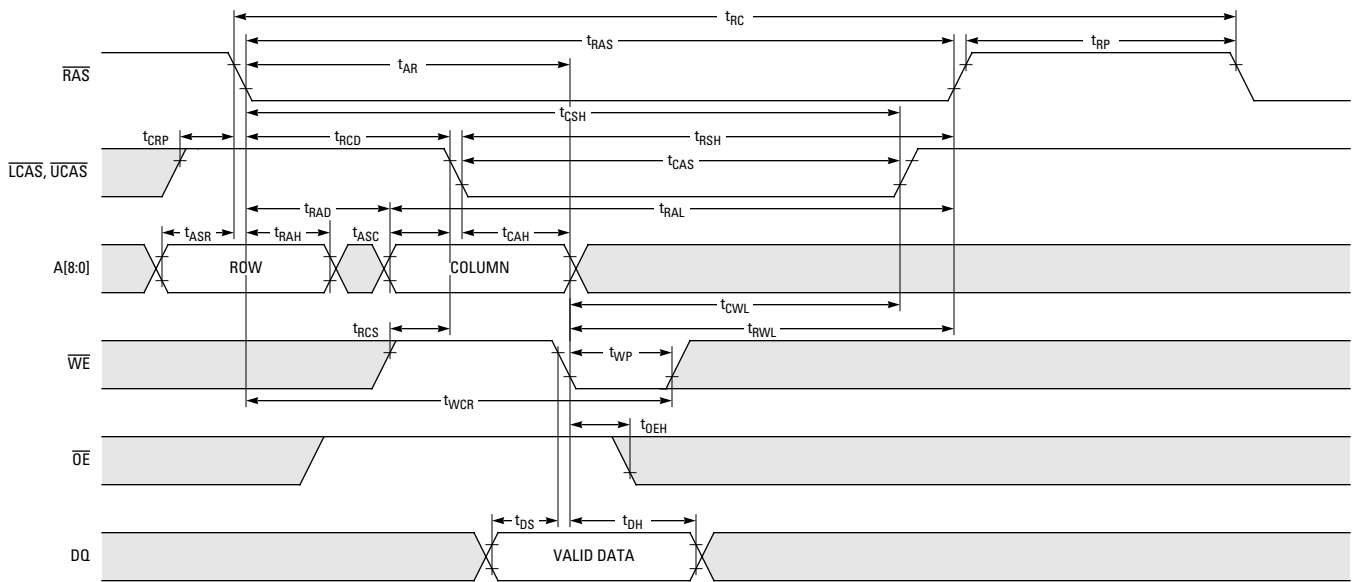 tRC
tRAS
tRP
tAR
RAS
tCSH
tCRP
tRCD
tRSH
tCAS
LCAS, UCAS
tRAD
tRAL
tASR
tRAH
tASC
tCAH
A[8:0]
ROW
COLUMN
tCWL
tRCS
tRWL
tWP
WE
tWCR
tOEH
OE
tDS
tDH
DQ
VALID DATA